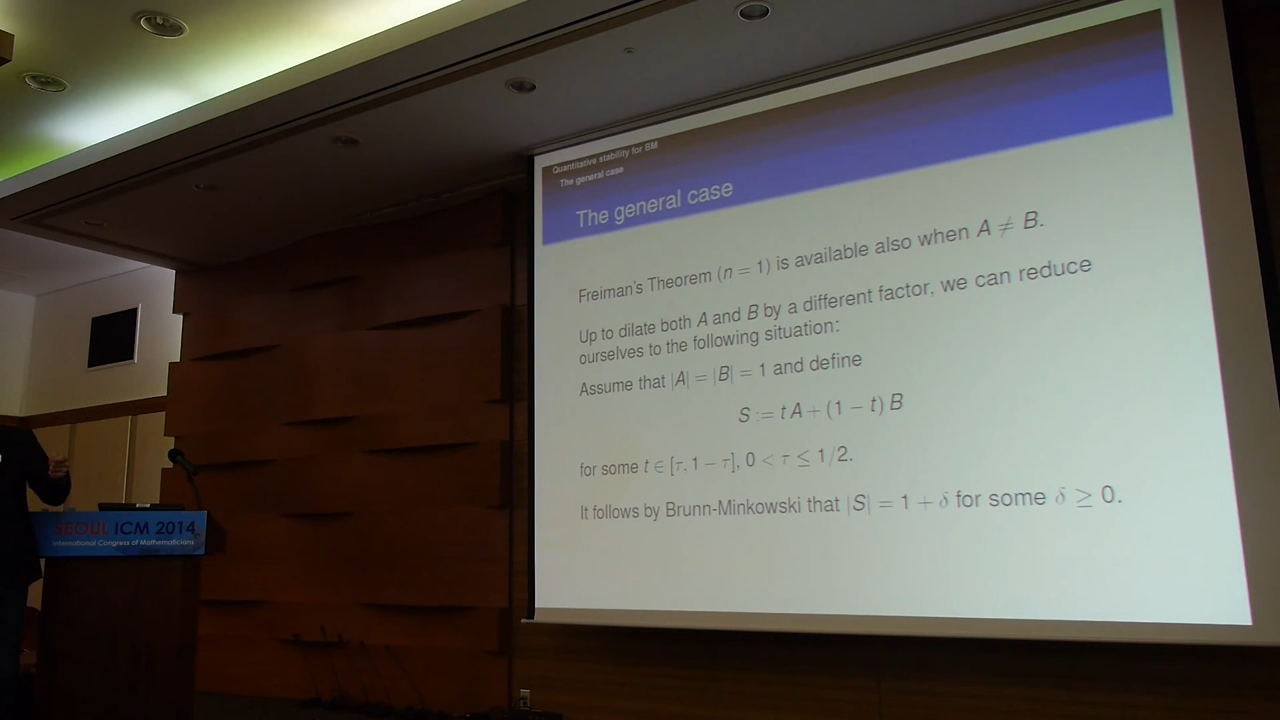 Quantitative stability for BM
The general case
The general case
Freiman's Theorem (n = 1) is available also when A ≠ B.
Up to dilate both A and B by a different factor, we can reduce
ourselves to the following situation:
Assume that |A| = |B| = 1 and define
S := t A + (1 − t) B
for some t ∈ [τ, 1 − τ], 0 < τ ≤ 1/2.
It follows by Brunn-Minkowski that |S| = 1 + δ for some δ ≥ 0.
SEOUL ICM 2014
International Congress of Mathematicians